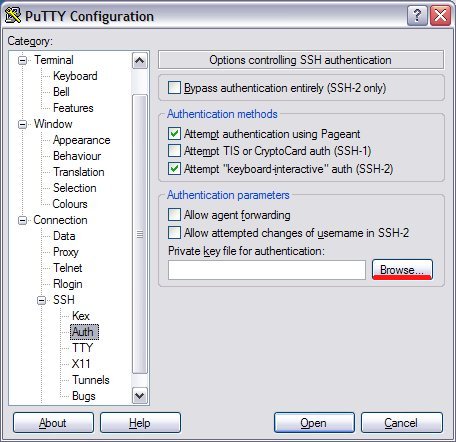 PuTTY Configuration
Category:
Terminal
Keyboard
Bell
Features
Window
Appearance
Behaviour
Translation
Selection
Colours
Connection
Data
Proxy
Telnet
Rlogin
SSH
Kex
Auth
TTY
X11
Tunnels
Bugs
Options controlling SSH authentication
Bypass authentication entirely (SSH-2 only)
Authentication methods
Attempt authentication using Pageant
Attempt TIS or CryptoCard auth (SSH-1)
Attempt "keyboard-interactive" auth (SSH-2)
Authentication parameters
Allow agent forwarding
Allow attempted changes of username in SSH-2
Private key file for authentication:
Browse...
About
Help
Open
Cancel